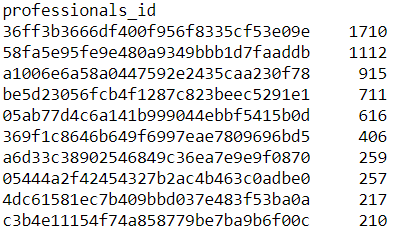 professionals_id
36ff3b3666df400f956f8335cf53e09e 1710
58fa5e95fe9e480a9349bbb1d7faaddb 1112
a1006e6a58a0447592e2435caa230f78 915
be5d23056fcb4f1287c823beec5291e1 711
05ab77d4c6a141b999044ebbf5415b0d 616
369f1c8646b649f6997eae7809696bd5 406
a6d33c38902546849c36ea7e9e9f0870 259
05444a2f42454327b2ac4b463c0adbe0 257
4dc61581ec7b409bbd037e483f53ba0a 217
c3b4e11154f74a858779be7ba9b6f00c 210